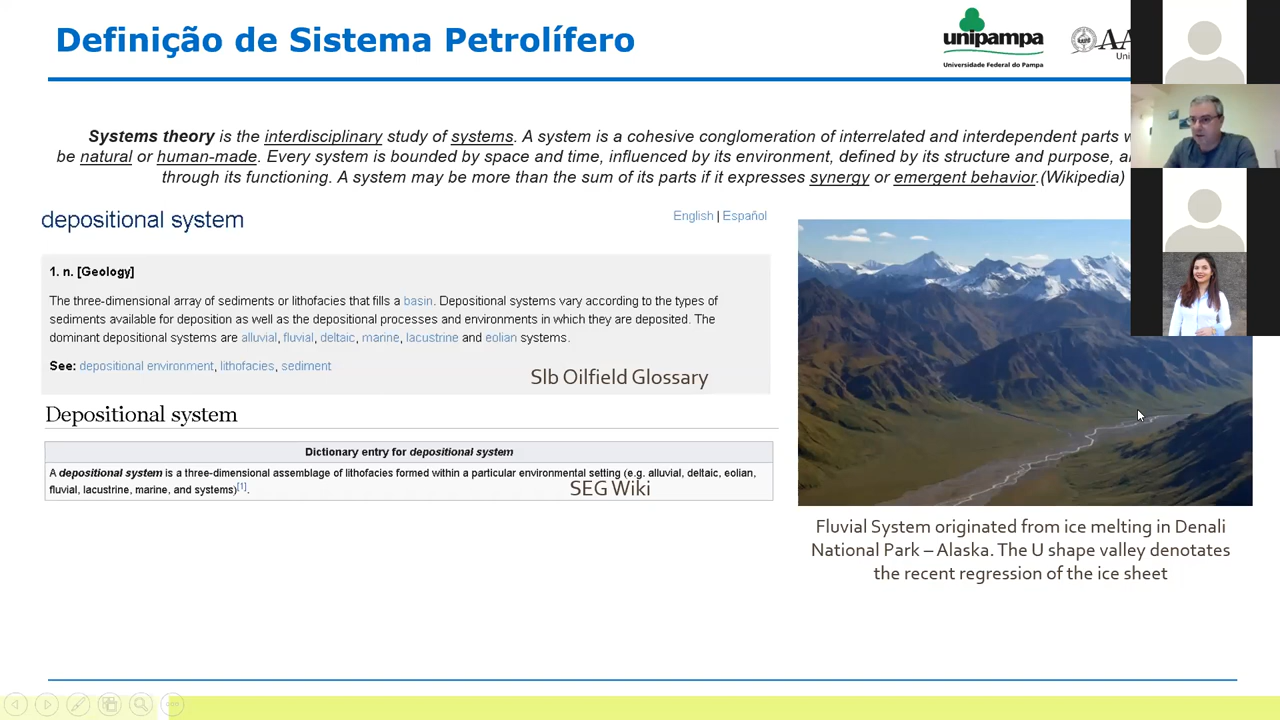 Definição de Sistema Petrolífero
unipampa
Universidade Federal do Pampa
Systems theory is the interdisciplinary study of systems. A system is a cohesive conglomeration of interrelated and interdependent parts
be natural or human-made. Every system is bounded by space and time, influenced by its environment, defined by its structure and purpose,
through its functioning. A system may be more than the sum of its parts if it expresses synergy or emergent behavior.(Wikipedia)
depositional system
English | Español
1. n. [Geology]
The three-dimensional array of sediments or lithofacies that fills a basin. Depositional systems vary according to the types of
sediments available for deposition as well as the depositional processes and environments in which they are deposited. The
dominant depositional systems are alluvial, fluvial, deltaic, marine, lacustrine and eolian systems.
See: depositional environment, lithofacies, sediment
Slb Oilfield Glossary
Depositional system
Dictionary entry for depositional system
A depositional system is a three-dimensional assemblage of lithofacies formed within a particular environmental setting (e.g. alluvial, deltaic, eolian,
fluvial, lacustrine, marine, and systems)[1].
SEG Wiki
Fluvial System originated from ice melting in Denali
National Park – Alaska. The U shape valley denotates
the recent regression of the ice sheet